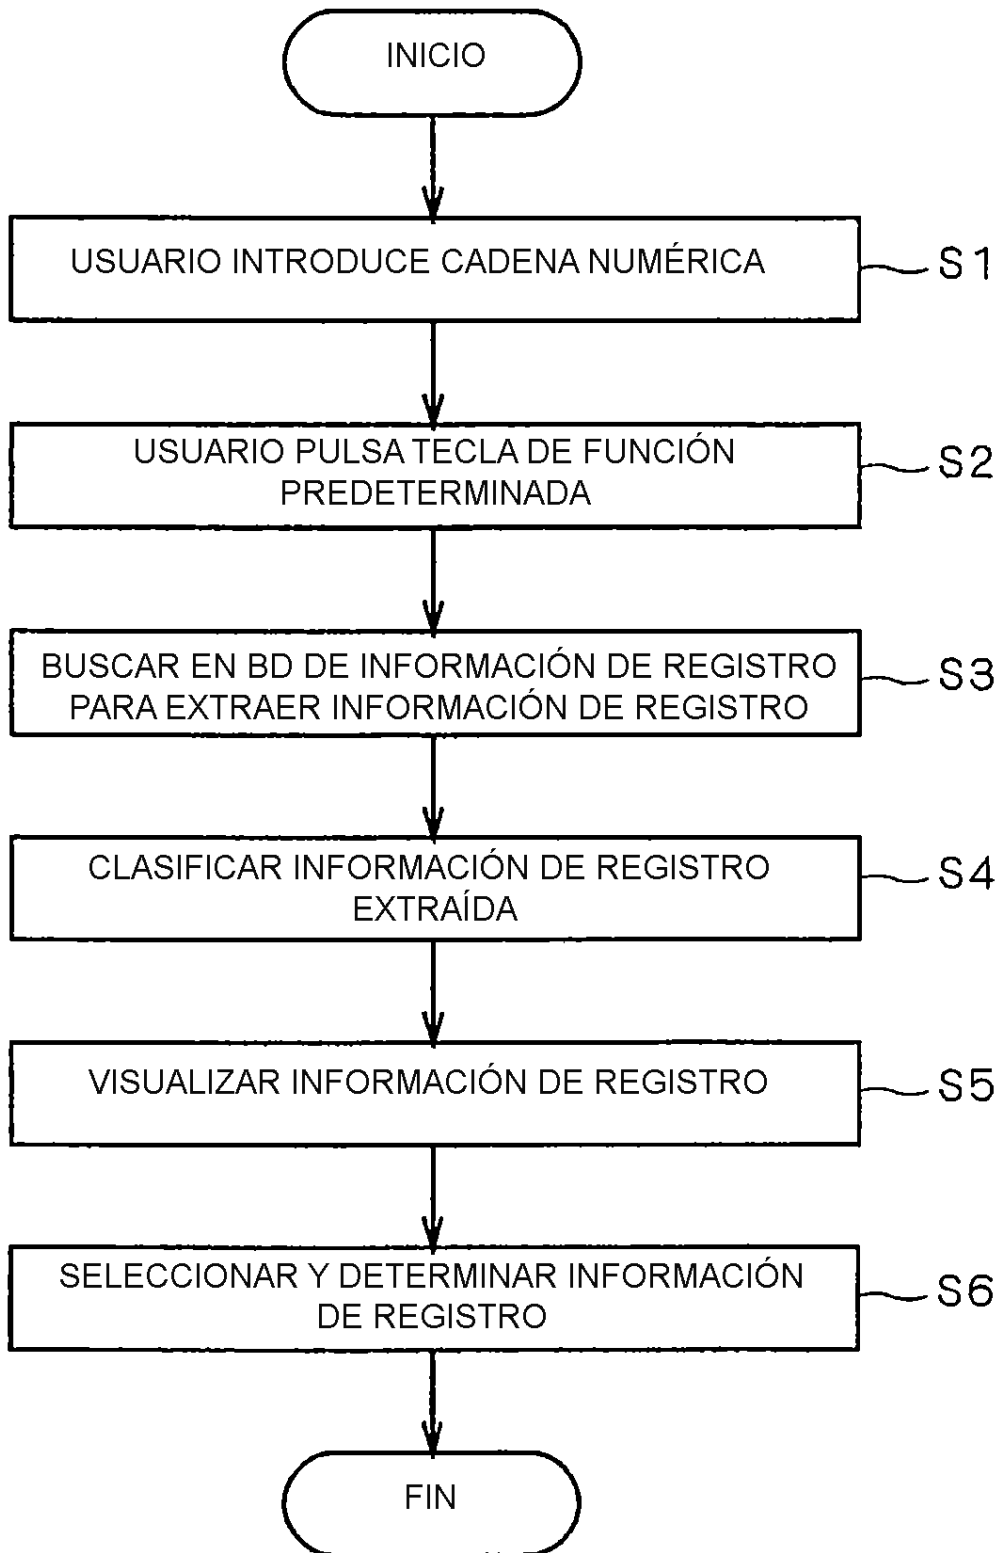 INICIO
USUARIO INTRODUCE CADENA NUMÉRICA
S1
USUARIO PULSA TECLA DE FUNCIÓN
PREDETERMINADA
S2
BUSCAR EN BD DE INFORMACIÓN DE REGISTRO
PARA EXTRAER INFORMACIÓN DE REGISTRO
S3
CLASIFICAR INFORMACIÓN DE REGISTRO
EXTRAÍDA
S4
VISUALIZAR INFORMACIÓN DE REGISTRO
S5
SELECCIONAR Y DETERMINAR INFORMACIÓN
DE REGISTRO
S6
FIN